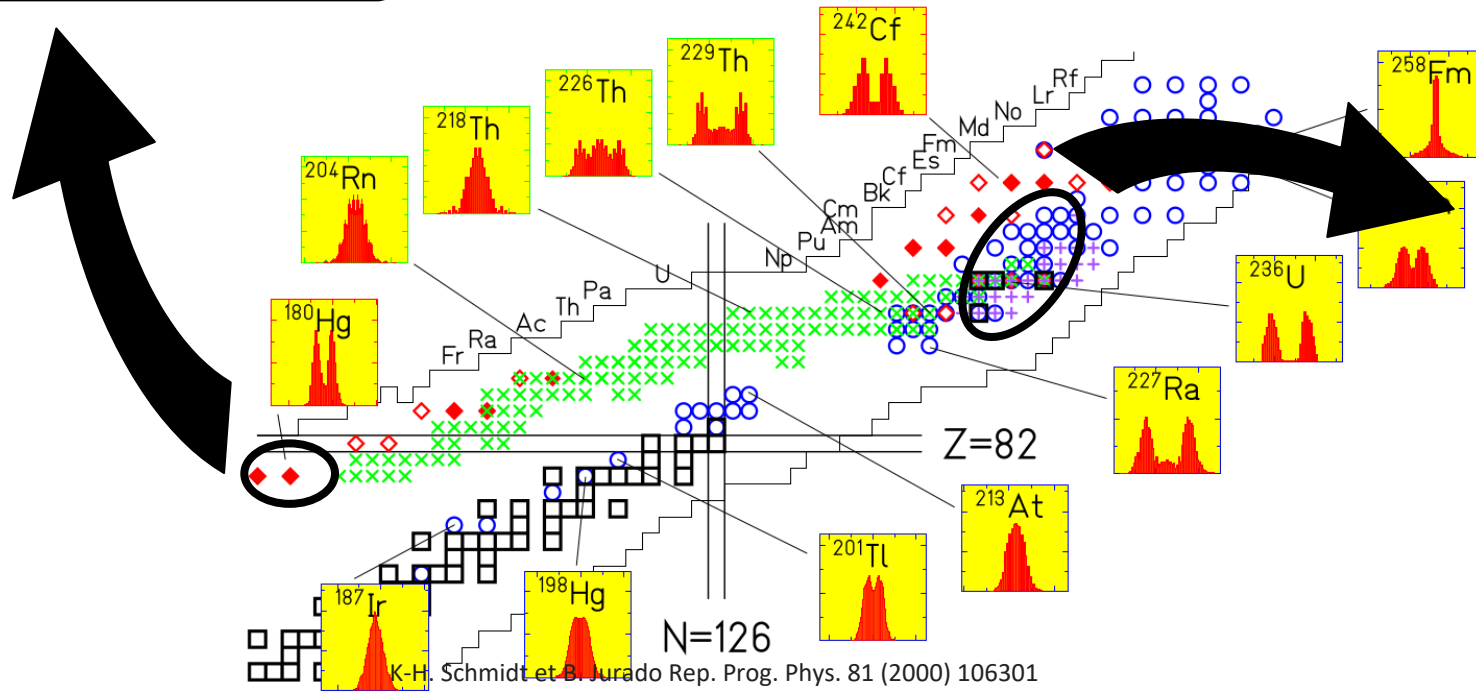 242Cf
229Th
258Fm
226Th
218Th
204Rn
180Hg
Rf
Lr
No
Md
Fm
Es
Cf
Bk
Cm
Am
Pu
Np
U
Pa
Th
Ac
Ra
Fr
236U
227Ra
Z=82
213At
201Tl
198Hg
187Ir
N=126
K-H. Schmidt et B. Jurado Rep. Prog. Phys. 81 (2000) 106301